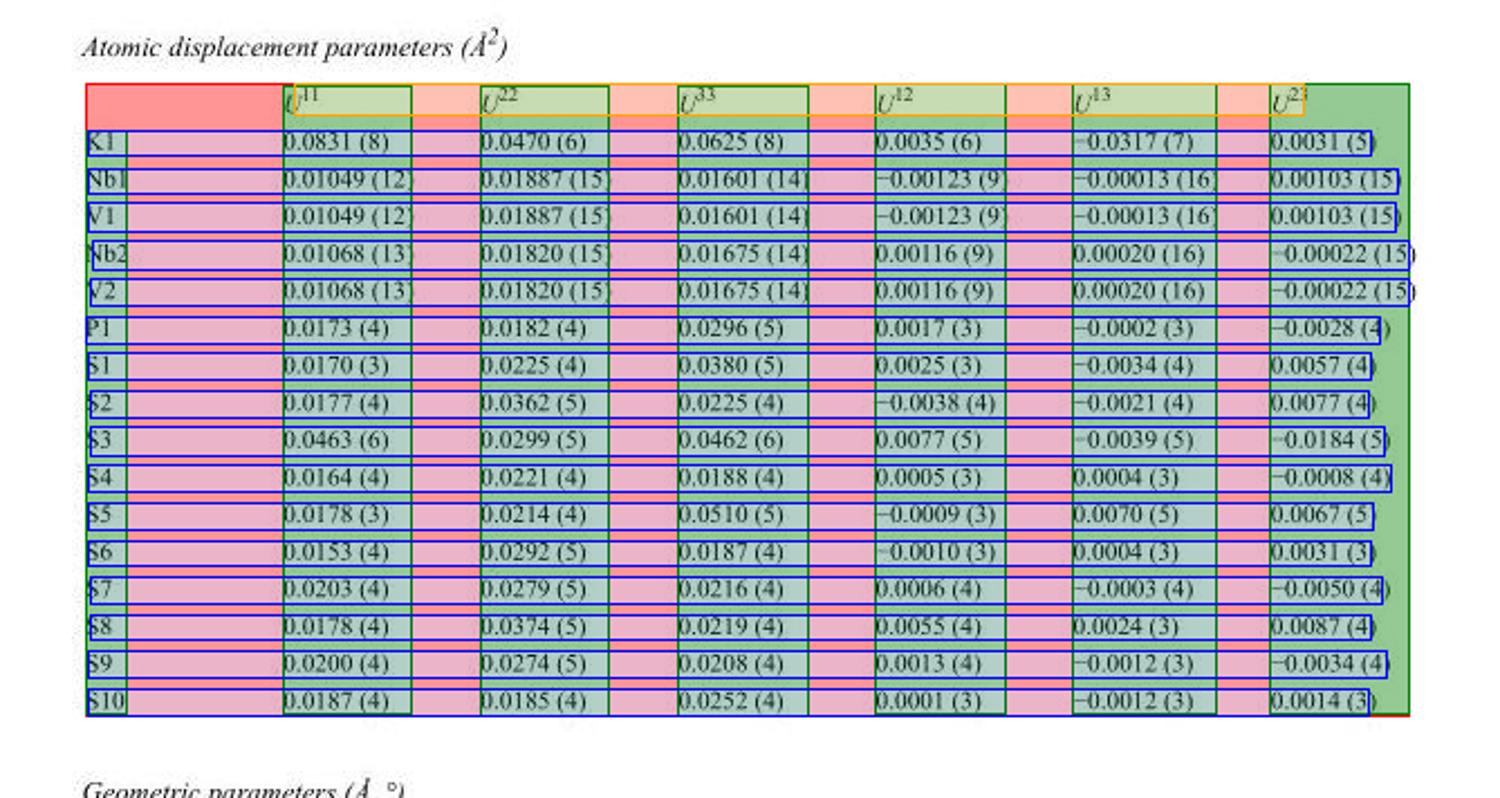 Atomic displacement parameters (Å²)
U¹¹ U²² U³³ U¹² U¹³ U²³
K1 0.0831 (8) 0.0470 (6) 0.0625 (8) 0.0035 (6) −0.0317 (7) 0.0031 (5)
Nb1 0.01049 (12) 0.01887 (15) 0.01601 (14) −0.00123 (9) −0.00013 (16) 0.00103 (15)
V1 0.01049 (12) 0.01887 (15) 0.01601 (14) −0.00123 (9) −0.00013 (16) 0.00103 (15)
Nb2 0.01068 (13) 0.01820 (15) 0.01675 (14) 0.00116 (9) 0.00020 (16) −0.00022 (15)
V2 0.01068 (13) 0.01820 (15) 0.01675 (14) 0.00116 (9) 0.00020 (16) −0.00022 (15)
P1 0.0173 (4) 0.0182 (4) 0.0296 (5) 0.0017 (3) −0.0002 (3) −0.0028 (4)
S1 0.0170 (3) 0.0225 (4) 0.0380 (5) 0.0025 (3) −0.0034 (4) 0.0057 (4)
S2 0.0177 (4) 0.0362 (5) 0.0225 (4) −0.0038 (4) −0.0021 (4) 0.0077 (4)
S3 0.0463 (6) 0.0299 (5) 0.0462 (6) 0.0077 (5) −0.0039 (5) −0.0184 (5)
S4 0.0164 (4) 0.0221 (4) 0.0188 (4) 0.0005 (3) 0.0004 (3) −0.0008 (4)
S5 0.0178 (3) 0.0214 (4) 0.0510 (5) −0.0009 (3) 0.0070 (5) 0.0067 (5)
S6 0.0153 (4) 0.0292 (5) 0.0187 (4) −0.0010 (3) 0.0004 (3) 0.0031 (3)
S7 0.0203 (4) 0.0279 (5) 0.0216 (4) 0.0006 (4) −0.0003 (4) −0.0050 (4)
S8 0.0178 (4) 0.0374 (5) 0.0219 (4) 0.0055 (4) 0.0024 (3) 0.0087 (4)
S9 0.0200 (4) 0.0274 (5) 0.0208 (4) 0.0013 (4) −0.0012 (3) −0.0034 (4)
S10 0.0187 (4) 0.0185 (4) 0.0252 (4) 0.0001 (3) −0.0012 (3) 0.0014 (3)
Geometric parameters (Å, °)